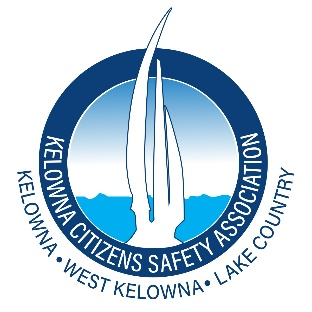 KELOWNA CITIZENS SAFETY ASSOCIATION
KELOWNA • WEST KELOWNA • LAKE COUNTRY